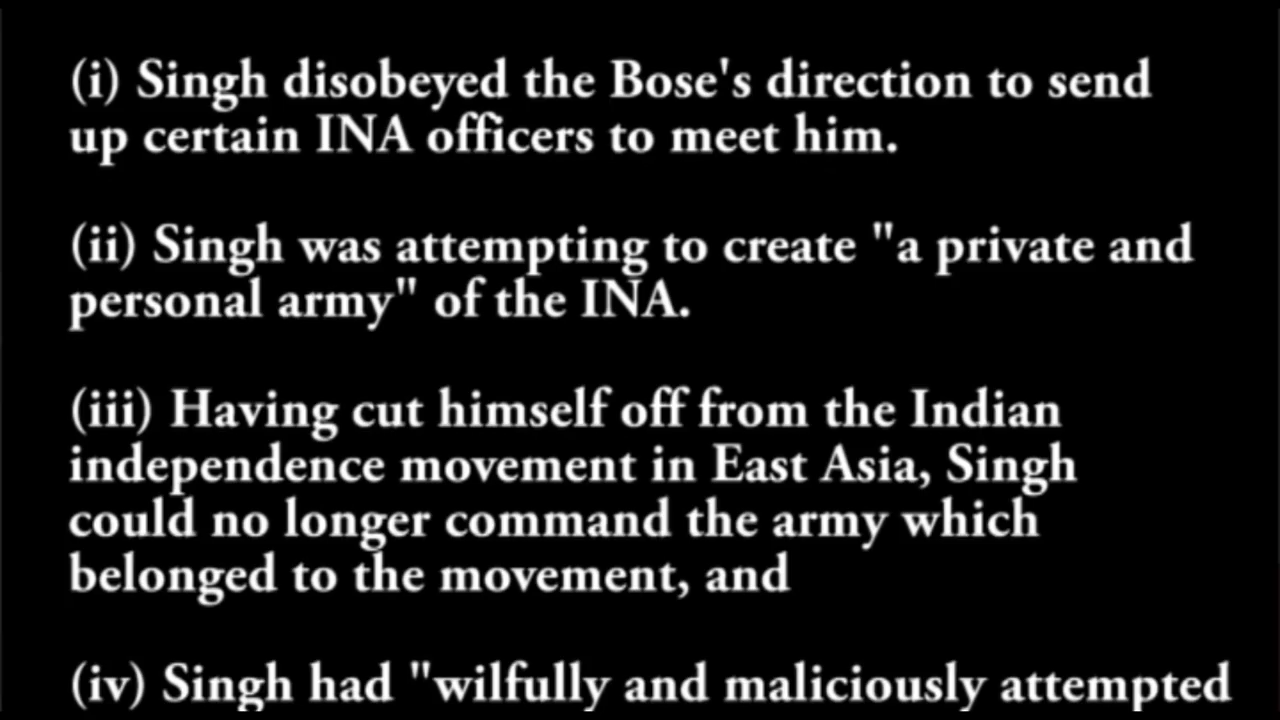 (i) Singh disobeyed the Bose's direction to send
up certain INA officers to meet him.
(ii) Singh was attempting to create "a private and
personal army" of the INA.
(iii) Having cut himself off from the Indian
independence movement in East Asia, Singh
could no longer command the army which
belonged to the movement, and
(iv) Singh had "wilfully and maliciously attempted